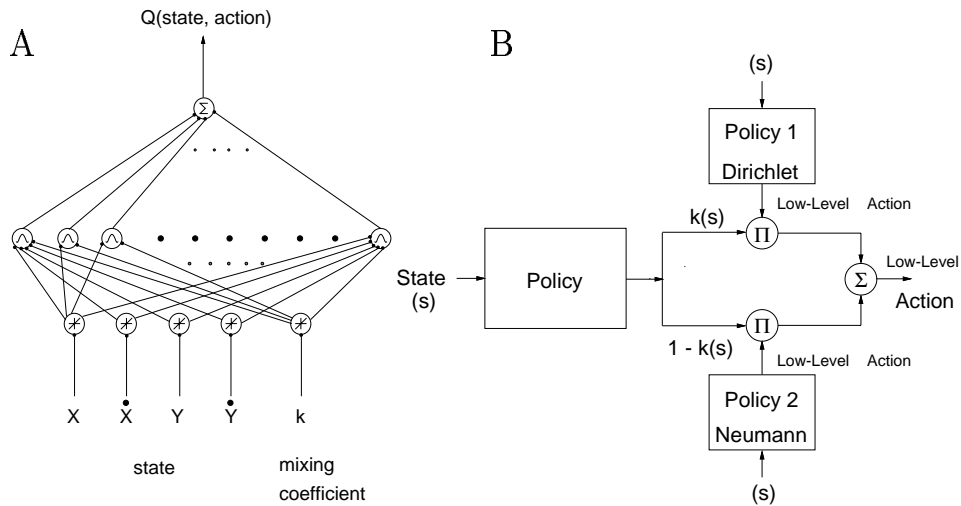 A
Q(state, action)
Σ
X Ẋ Y Ẏ k
state
mixing
coefficient
B
(s)
Policy 1
Dirichlet
Low-Level Action
k(s)
Π
State
(s)
Policy
Σ
Low-Level
Action
Π
1 - k(s)
Low-Level Action
Policy 2
Neumann
(s)